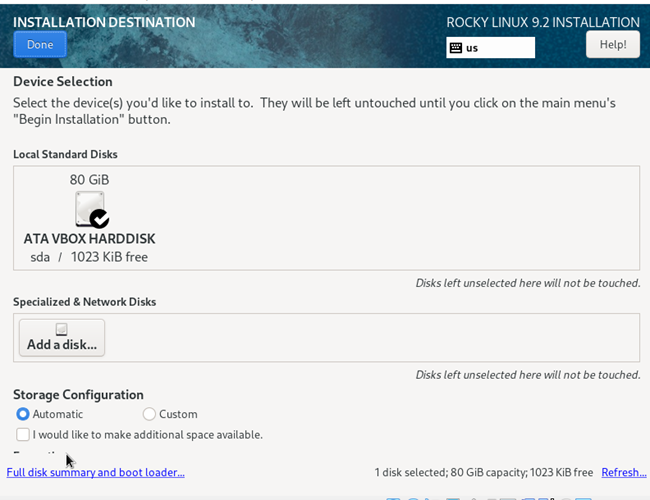 INSTALLATION DESTINATION
ROCKY LINUX 9.2 INSTALLATION
Done
us
Help!
Device Selection
Select the device(s) you'd like to install to. They will be left untouched until you click on the main menu's
"Begin Installation" button.
Local Standard Disks
80 GiB
ATA VBOX HARDDISK
sda / 1023 KiB free
Disks left unselected here will not be touched.
Specialized & Network Disks
Add a disk...
Disks left unselected here will not be touched.
Storage Configuration
Automatic
Custom
I would like to make additional space available.
Full disk summary and boot loader...
1 disk selected; 80 GiB capacity; 1023 KiB free
Refresh...